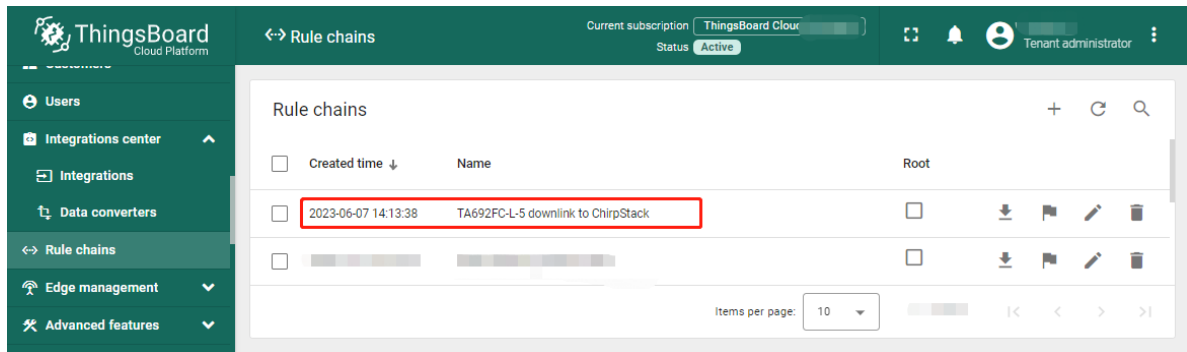 ThingsBoard
Cloud Platform
Rule chains
Current subscription ThingsBoard Cloud
Status Active
Tenant administrator
Customers
Users
Integrations center
Integrations
Data converters
Rule chains
Edge management
Advanced features
Rule chains
Created time Name Root
2023-06-07 14:13:38 TA692FC-L-5 downlink to ChirpStack
Items per page: 10